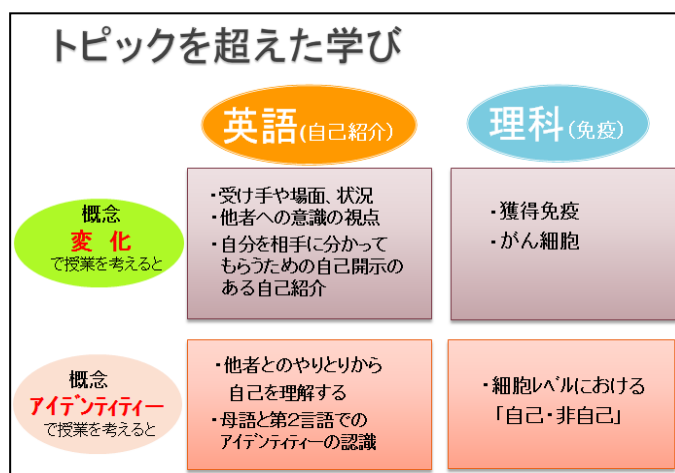 トピックを超えた学び
英語(自己紹介)
理科(免疫)
概念
変 化
で授業を考えると
・受け手や場面、状況
・他者への意識の視点
・自分を相手に分かって
もらうための自己開示の
ある自己紹介
・獲得免疫
・がん細胞
概念
アイデンティティー
で授業を考えると
・他者とのやりとりから
自己を理解する
・母語と第2言語での
アイデンティティーの認識
・細胞レベルにおける
「自己・非自己」